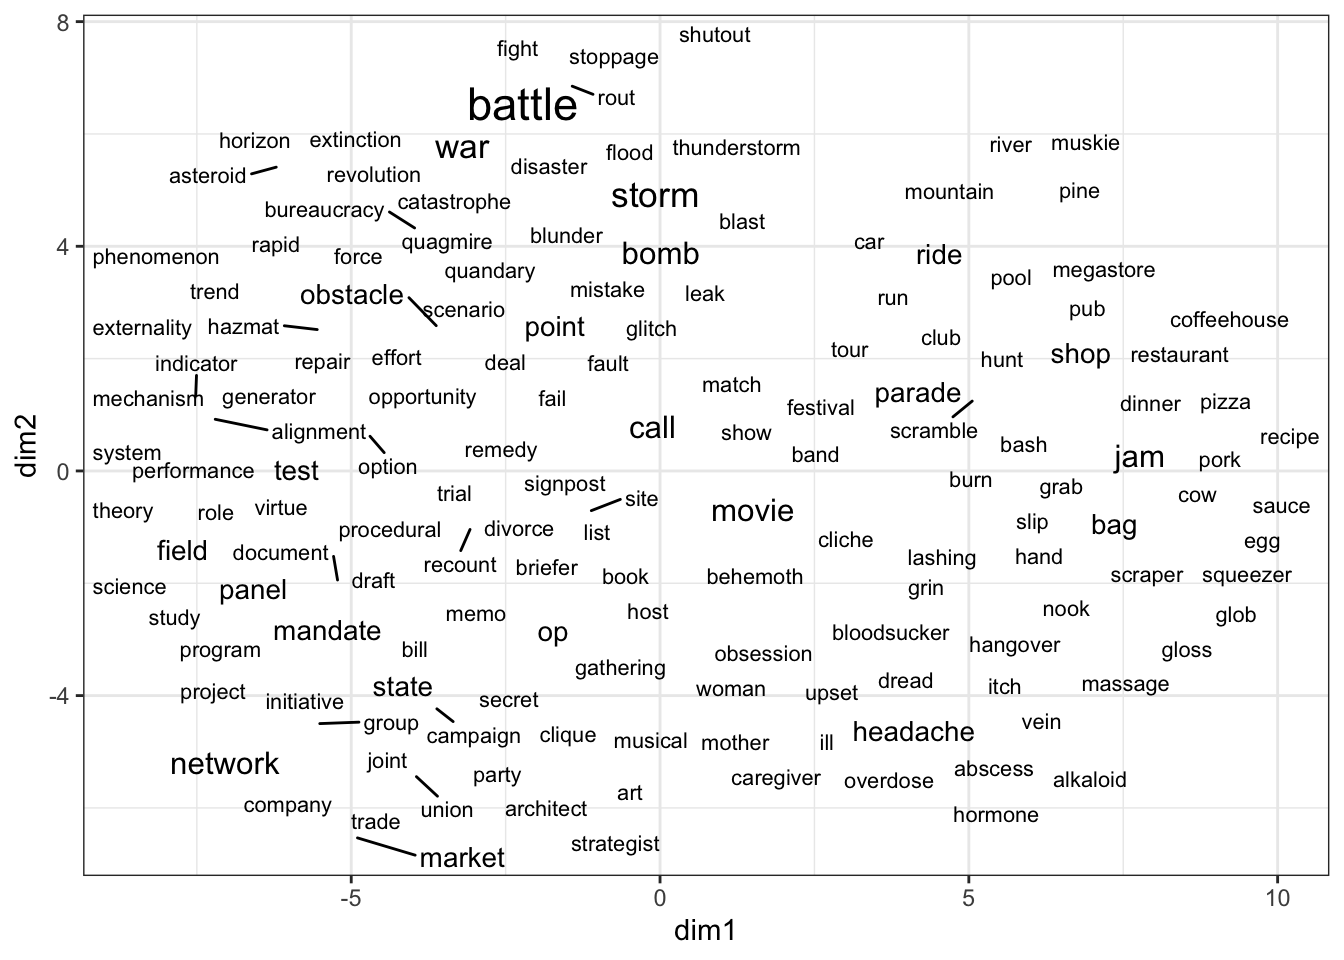 8
shutout
fight
stoppage
battle
rout
horizon
extinction
war
flood
thunderstorm
river
muskie
asteroid
revolution
disaster
bureaucracy
catastrophe
storm
mountain
pine
blast
4
phenomenon
rapid
force
quagmire
blunder
bomb
car
ride
quandary
pool
megastore
trend
obstacle
scenario
mistake
leak
run
pub
externality
hazmat
point
glitch
coffeehouse
club
indicator
repair
effort
deal
fault
tour
hunt
shop
restaurant
mechanism
generator
opportunity
fail
match
festival
parade
dinner
pizza
alignment
call
show
scramble
recipe
system
remedy
band
bash
0
performance
test
option
jam
pork
trial
signpost
site
burn
grab
cow
theory
role
virtue
movie
sauce
procedural
divorce
list
slip
bag
field
document
cliche
egg
recount
briefer
lashing
hand
science
panel
draft
book
behemoth
grin
scraper
squeezer
study
memo
host
nook
glob
program
mandate
bill
op
bloodsucker
hangover
gloss
gathering
obsession
-4
project
initiative
state
secret
woman
upset
dread
itch
massage
group
campaign
clique
musical
mother
ill
headache
vein
network
joint
party
caregiver
overdose
abscess
alkaloid
company
union
architect
art
hormone
trade
strategist
market
dim2
-5
0
5
10
dim1